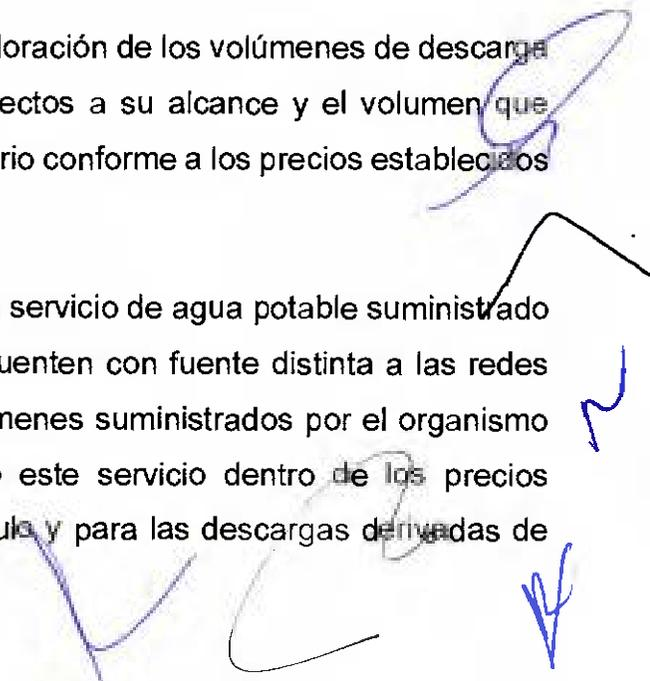 loración de los volúmenes de descarga
ectos a su alcance y el volumen que
rio conforme a los precios establecidos
servicio de agua potable suministrado
uenten con fuente distinta a las redes
menes suministrados por el organismo
este servicio dentro de los precios
ulo y para las descargas derivadas de